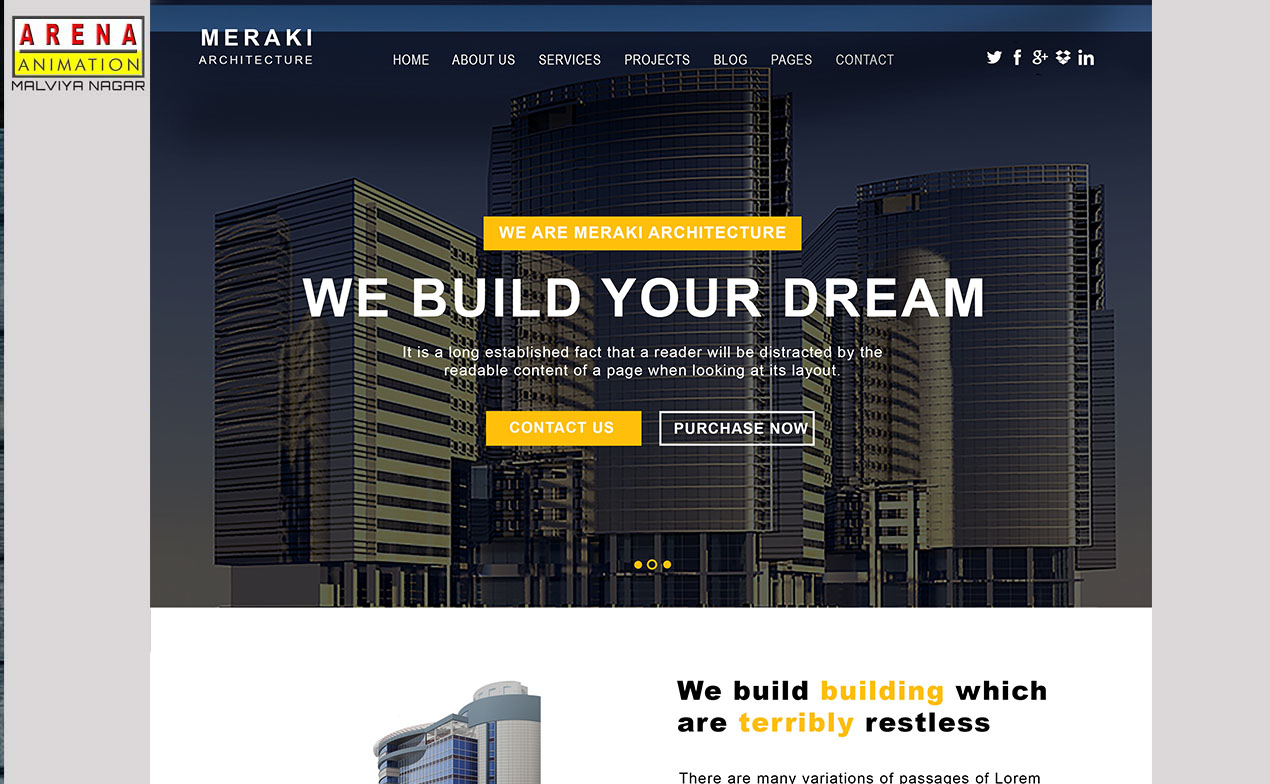 ARENA
ANIMATION
MALVIYA NAGAR
MERAKI
ARCHITECTURE
HOME ABOUT US SERVICES PROJECTS BLOG PAGES CONTACT
WE ARE MERAKI ARCHITECTURE
WE BUILD YOUR DREAM
It is a long established fact that a reader will be distracted by the
readable content of a page when looking at its layout.
CONTACT US PURCHASE NOW
We build building which
are terribly restless
There are many variations of passages of Lorem